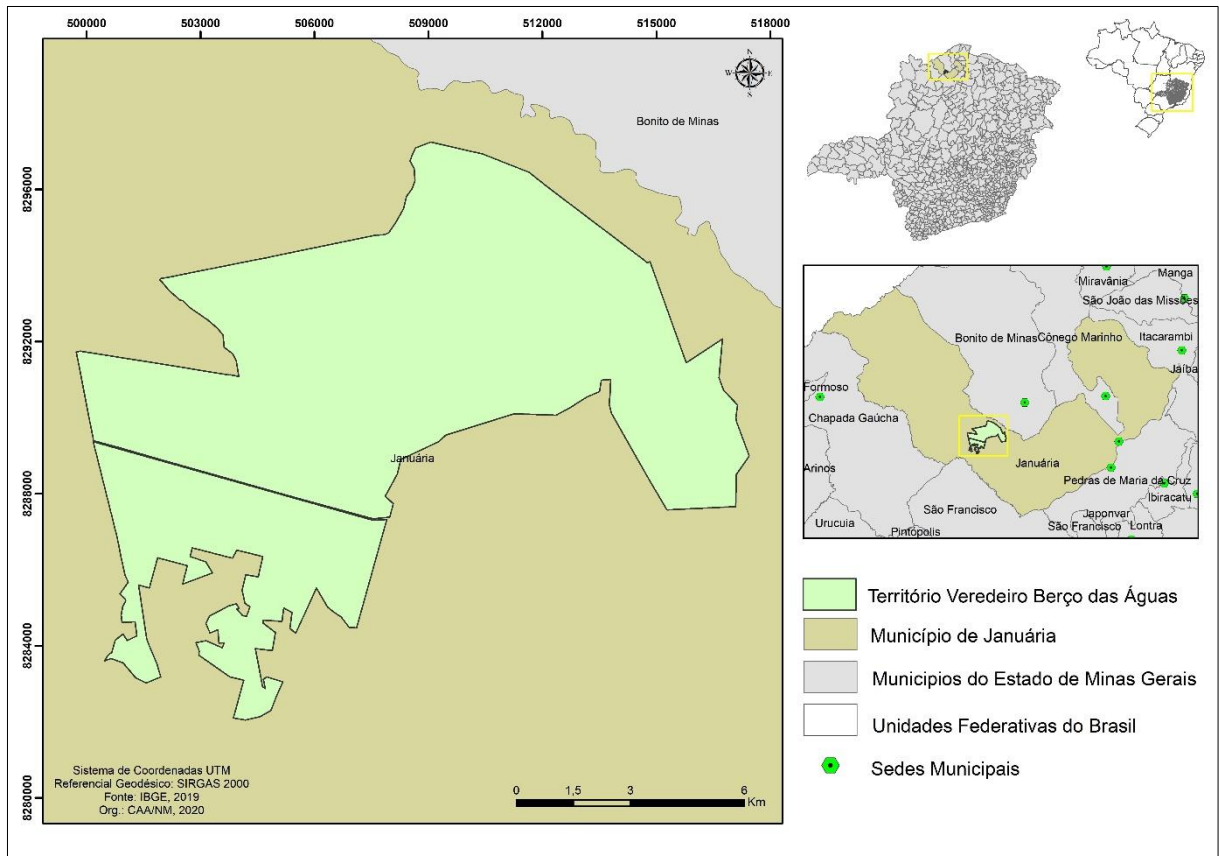 500000 503000 506000 509000 512000 515000 518000
8296000
8292000
8288000
8284000
8280000
N
W E
S
Bonito de Minas
Januária
Sistema de Coordenadas UTM
Referencial Geodésico: SIRGAS 2000
Fonte: IBGE, 2019
Org.: CAA/NM, 2020
0 1,5 3 6
Km
Miravânia
Manga
São João das Missões
Bonito de Minas
Cônego Marinho
Itacarambi
Jaíba
Formoso
Chapada Gaúcha
Januária
Arinos
Pedras de Maria da Cruz
Ibiracatu
São Francisco
Urucuia
Pintópolis
Japonvar
São Francisco
Lontra
Território Veredeiro Berço das Águas
Município de Januária
Municipios do Estado de Minas Gerais
Unidades Federativas do Brasil
Sedes Municipais